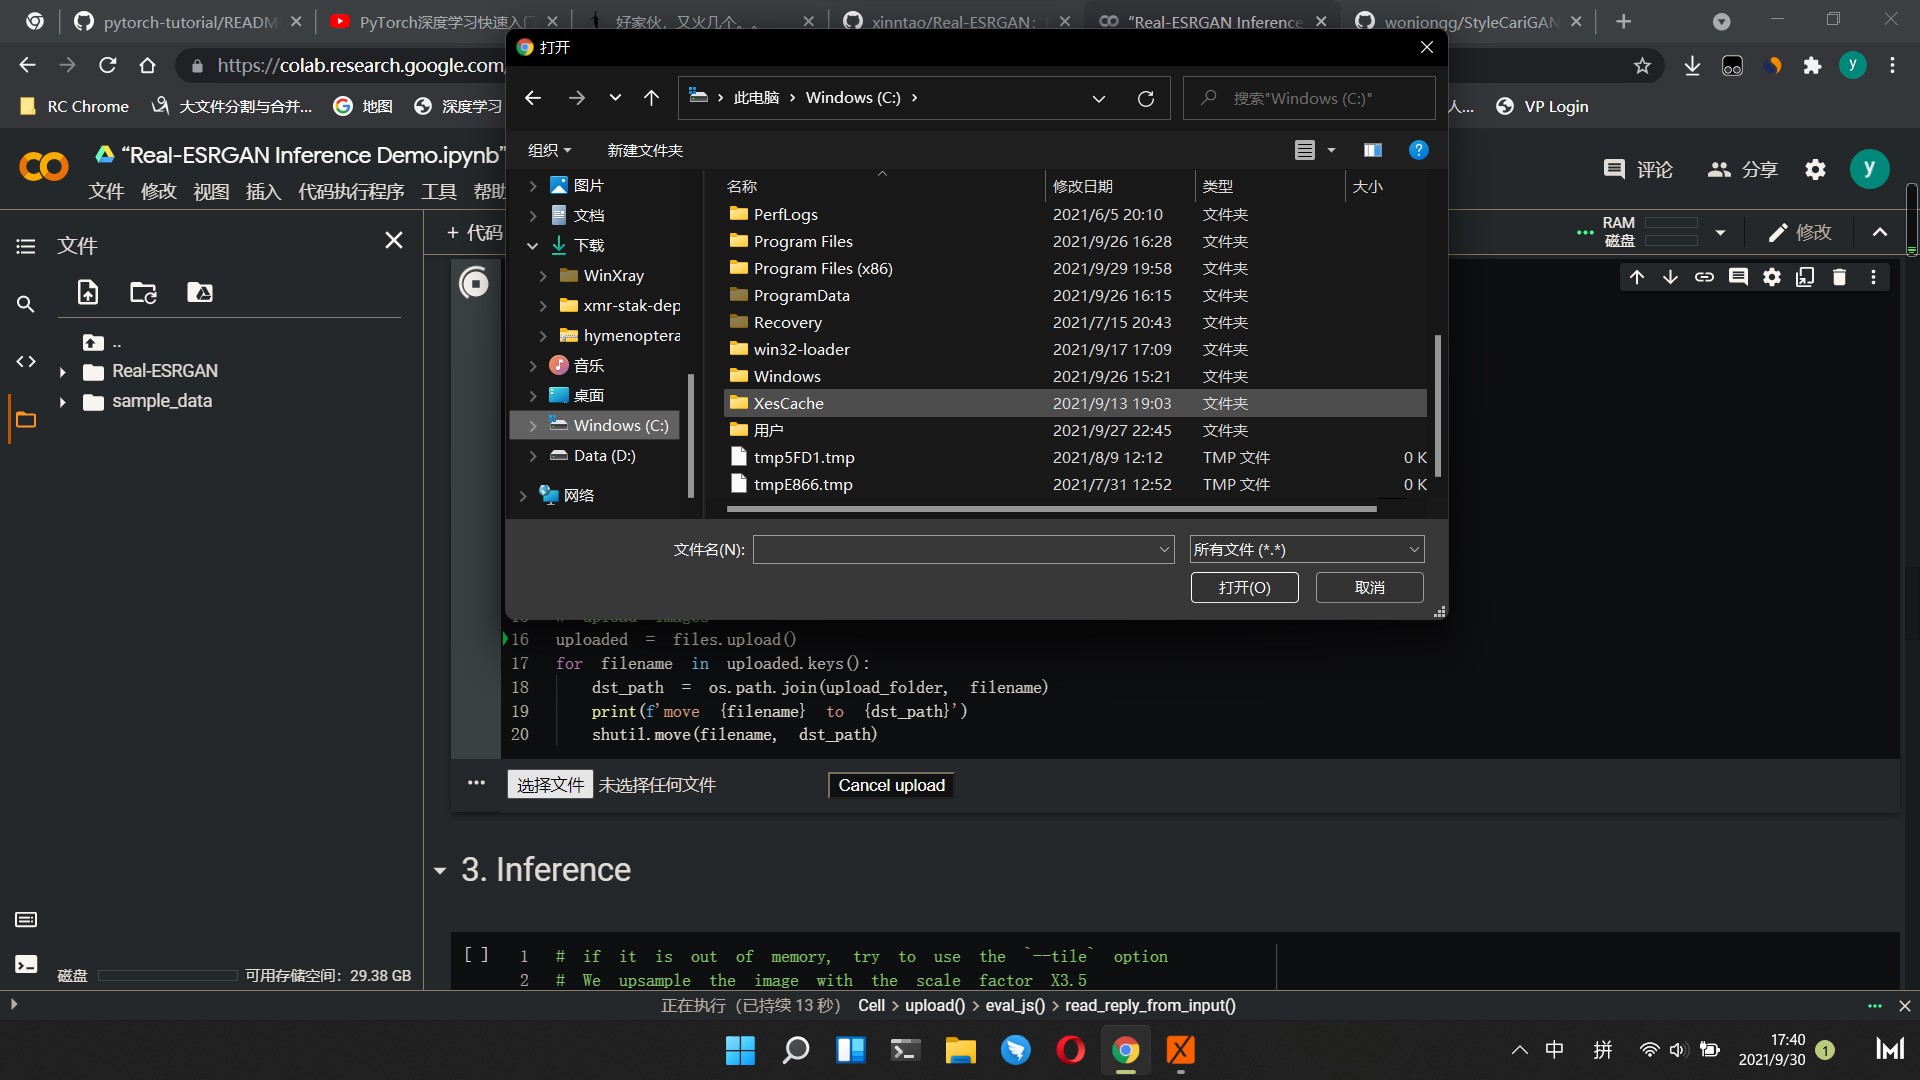 pytorch-tutorial/READM
PyTorch深度学习快速入门
好家伙，又火几个。。
xinntao/Real-ESRGAN:
“Real-ESRGAN Inference
wonjongg/StyleCariGAN
https://colab.research.google.com
y
RC Chrome
大文件分割与合并...
地图
深度学习
人...
VP Login
打开
此电脑 › Windows (C:) ›
搜索"Windows (C:)"
组织
新建文件夹
?
“Real-ESRGAN Inference Demo.ipynb”
文件 修改 视图 插入 代码执行程序 工具 帮助
评论
分享
y
+ 代码
RAM
磁盘
修改
文件
..
Real-ESRGAN
sample_data
图片
文档
下载
WinXray
xmr-stak-dep
hymenoptera
音乐
桌面
Windows (C:)
Data (D:)
网络
名称 修改日期 类型 大小
PerfLogs 2021/6/5 20:10 文件夹
Program Files 2021/9/26 16:28 文件夹
Program Files (x86) 2021/9/29 19:58 文件夹
ProgramData 2021/9/26 16:15 文件夹
Recovery 2021/7/15 20:43 文件夹
win32-loader 2021/9/17 17:09 文件夹
Windows 2021/9/26 15:21 文件夹
XesCache 2021/9/13 19:03 文件夹
用户 2021/9/27 22:45 文件夹
tmp5FD1.tmp 2021/8/9 12:12 TMP 文件 0 K
tmpE866.tmp 2021/7/31 12:52 TMP 文件 0 K
文件名(N):
所有文件 (*.*)
打开(O)
取消
15 # upload images
16 uploaded = files.upload()
17 for filename in uploaded.keys():
18 dst_path = os.path.join(upload_folder, filename)
19 print(f'move {filename} to {dst_path}')
20 shutil.move(filename, dst_path)
选择文件 未选择任何文件
Cancel upload
3. Inference
[ ]
1 # if it is out of memory, try to use the `--tile` option
2 # We upsample the image with the scale factor X3.5
磁盘
可用存储空间：29.38 GB
正在执行（已持续 13 秒） Cell > upload() > eval_js() > read_reply_from_input()
中
拼
17:40
2021/9/30
1